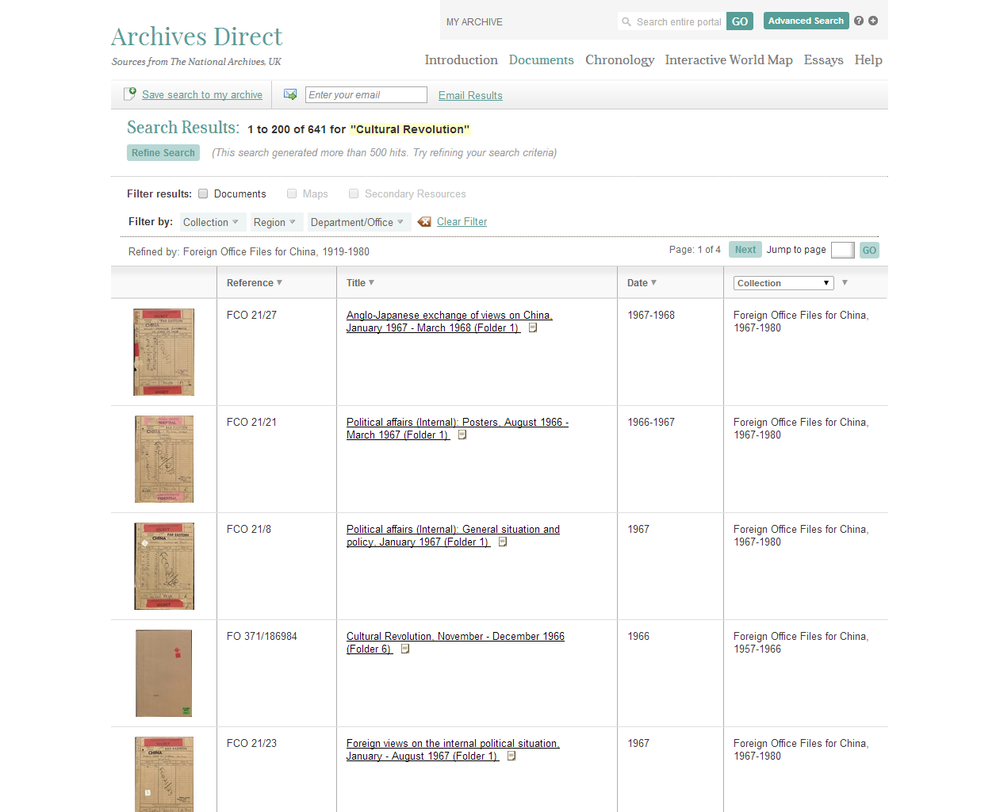 MY ARCHIVE
Search entire portal
GO
Advanced Search
Archives Direct
Sources from The National Archives, UK
Introduction Documents Chronology Interactive World Map Essays Help
Save search to my archive
Enter your email
Email Results
Search Results: 1 to 200 of 641 for "Cultural Revolution"
Refine Search (This search generated more than 500 hits. Try refining your search criteria)
Filter results: Documents Maps Secondary Resources
Filter by: Collection Region Department/Office Clear Filter
Refined by: Foreign Office Files for China, 1919-1980
Page: 1 of 4 Next Jump to page GO
Reference Title Date Collection
FCO 21/27
Anglo-Japanese exchange of views on China,
January 1967 - March 1968 (Folder 1)
1967-1968
Foreign Office Files for China,
1967-1980
FCO 21/21
Political affairs (Internal): Posters, August 1966 -
March 1967 (Folder 1)
1966-1967
Foreign Office Files for China,
1967-1980
FCO 21/8
Political affairs (Internal): General situation and
policy, January 1967 (Folder 1)
1967
Foreign Office Files for China,
1967-1980
FO 371/186984
Cultural Revolution, November - December 1966
(Folder 6)
1966
Foreign Office Files for China,
1957-1966
FCO 21/23
Foreign views on the internal political situation,
January - August 1967 (Folder 1)
1967
Foreign Office Files for China,
1967-1980